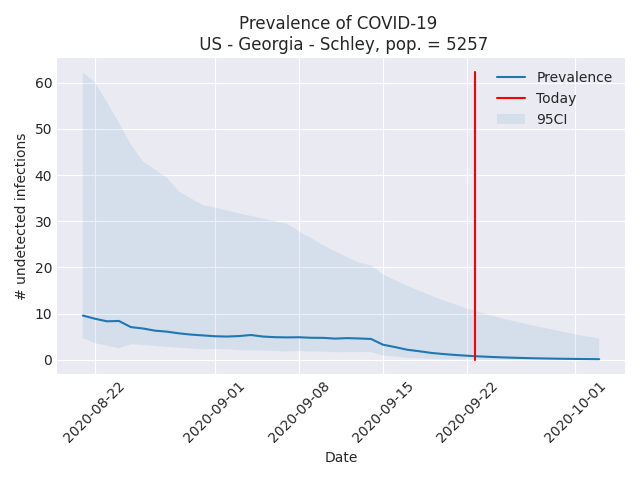 Prevalence of COVID-19
US - Georgia - Schley, pop. = 5257
Prevalence
Today
95CI
# undetected infections
60
50
40
30
20
10
0
2020-08-22
2020-09-01
2020-09-08
2020-09-15
2020-09-22
2020-10-01
Date